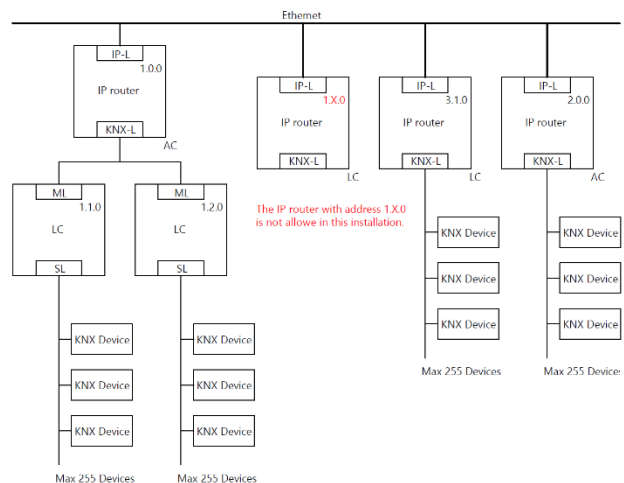 Ethernet
IP-L
1.0.0
IP router
KNX-L
AC
IP-L
1.X.0
IP router
KNX-L
LC
IP-L
3.1.0
IP router
KNX-L
LC
IP-L
2.0.0
IP router
KNX-L
AC
ML
1.1.0
LC
SL
ML
1.2.0
LC
SL
The IP router with address 1.X.0
is not allowe in this installation.
KNX Device
KNX Device
KNX Device
Max 255 Devices
KNX Device
KNX Device
KNX Device
Max 255 Devices
KNX Device
KNX Device
KNX Device
Max 255 Devices
KNX Device
KNX Device
KNX Device
Max 255 Devices